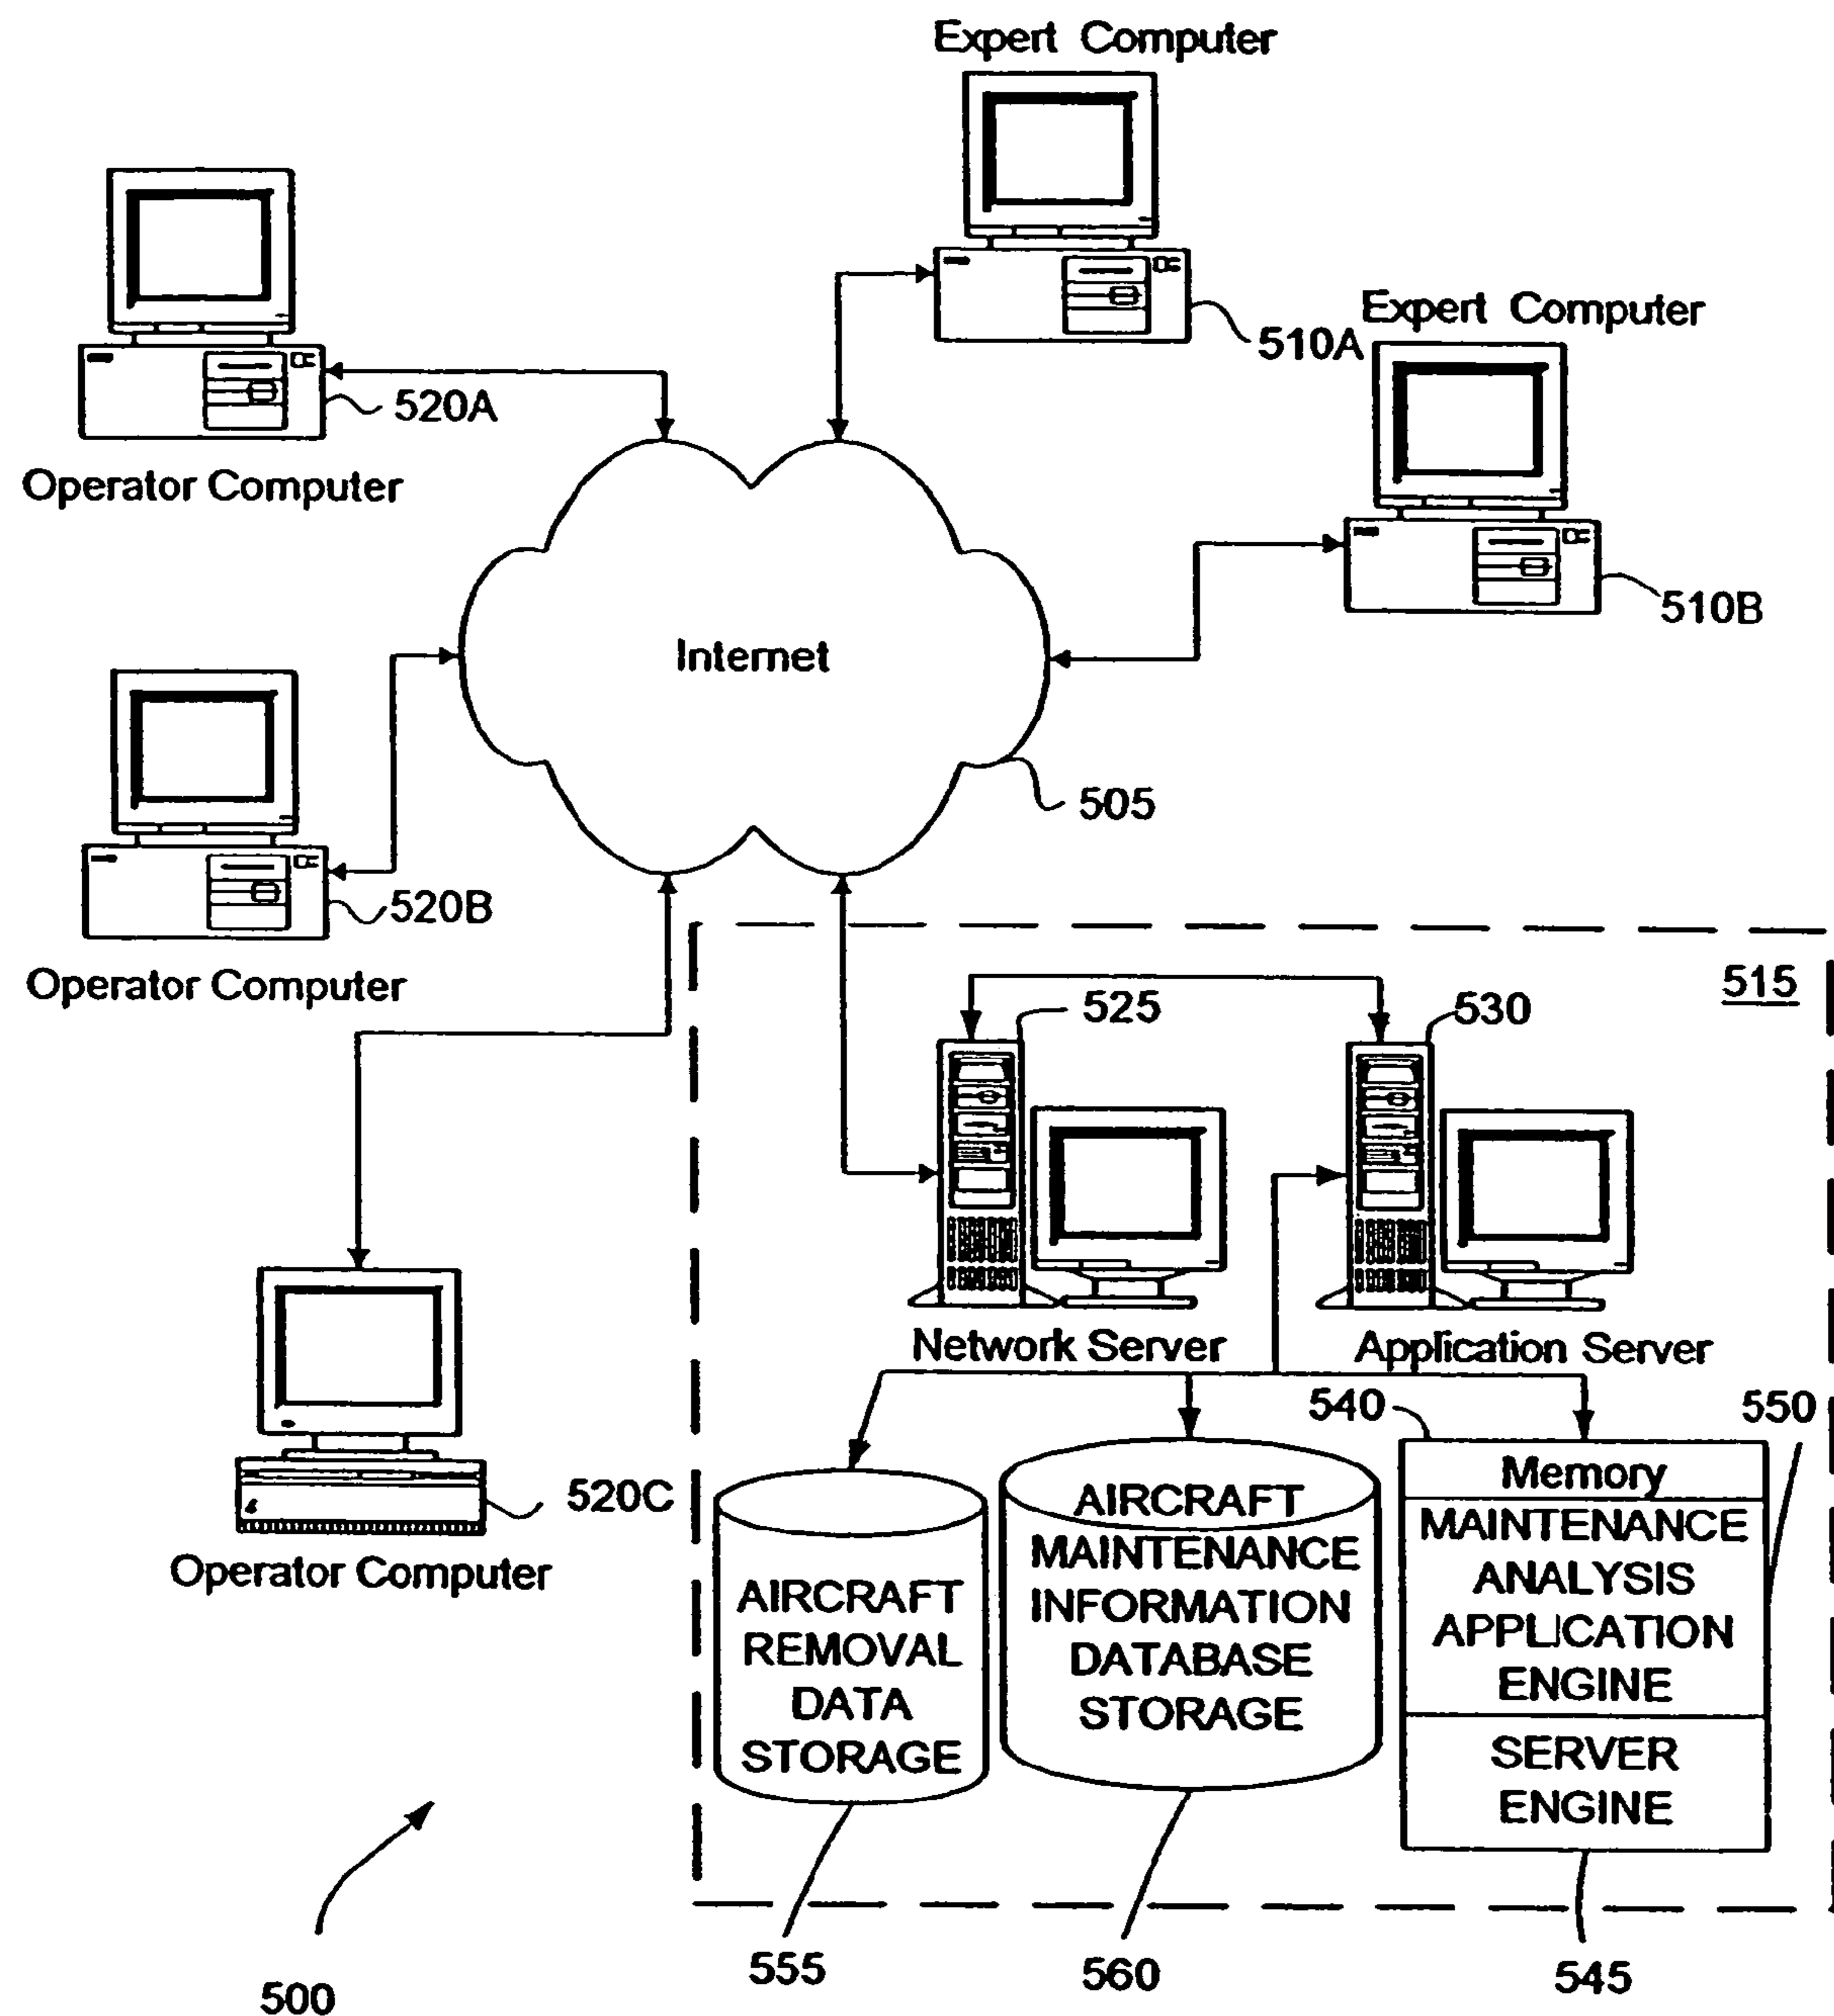 Expert Computer
510A
Expert Computer
510B
520A
Operator Computer
Internet
505
520B
Operator Computer
515
525
530
Network Server
Application Server
540
550
520C
Operator Computer
Memory
MAINTENANCE
ANALYSIS
APPLICATION
ENGINE
SERVER
ENGINE
AIRCRAFT
MAINTENANCE
INFORMATION
DATABASE
STORAGE
AIRCRAFT
REMOVAL
DATA
STORAGE
500
555
560
545